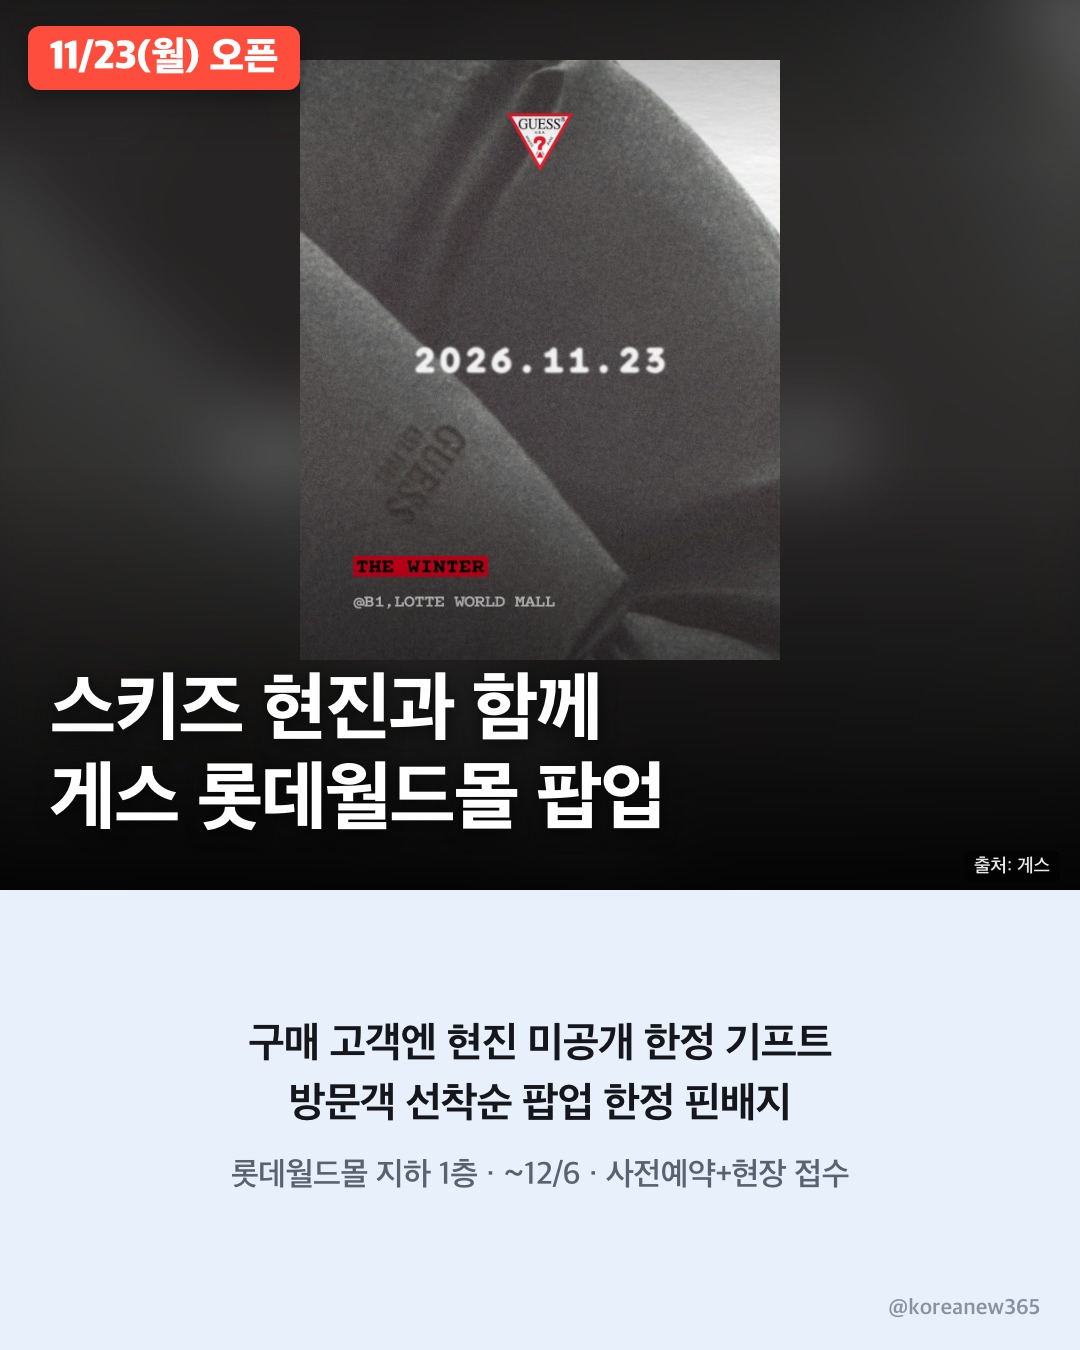 11/23(월) 오픈
GUESS
?
2026.11.23
GUESS
THE WINTER
@B1,LOTTE WORLD MALL
스키즈 현진과 함께
게스 롯데월드몰 팝업
출처: 게스
구매 고객엔 현진 미공개 한정 기프트
방문객 선착순 팝업 한정 핀배지
롯데월드몰 지하 1층 · ~12/6 · 사전예약+현장 접수
@koreanew365